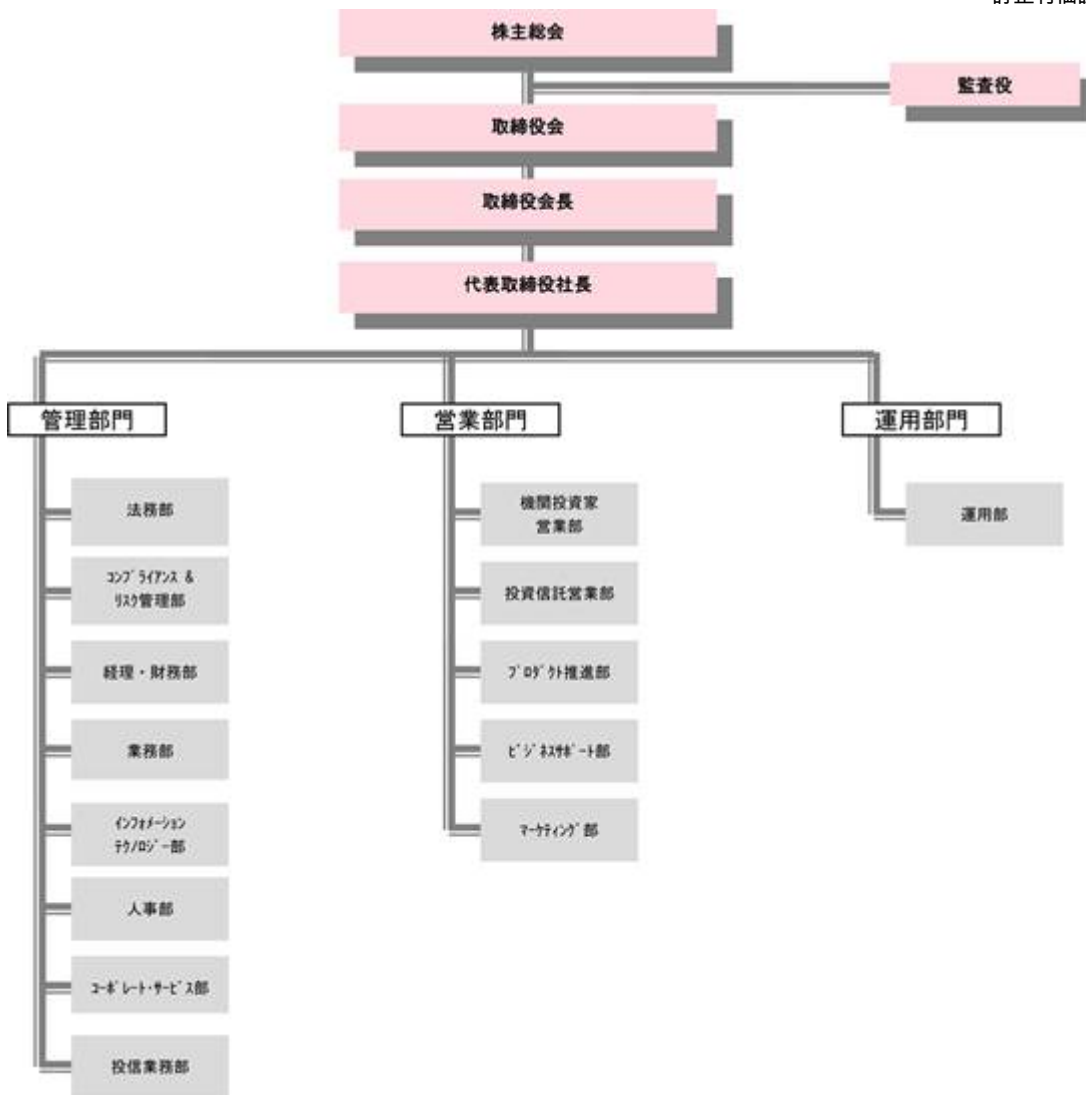 株主総会
監査役
取締役会
取締役会長
代表取締役社長
管理部門
営業部門
運用部門
法務部
ｺﾝﾌﾟﾗｲｱﾝｽ &
ﾘｽｸ管理部
経理・財務部
業務部
ｲﾝﾌｫﾒｰｼｮﾝ
ﾃｸﾉﾛｼﾞｰ部
人事部
ｺｰﾎﾟﾚｰﾄ･ｻｰﾋﾞｽ部
投信業務部
機関投資家
営業部
投資信託営業部
ﾌﾟﾛﾀﾞｸﾄ推進部
ﾋﾞｼﾞﾈｽｻﾎﾟｰﾄ部
ﾏｰｹﾃｨﾝｸﾞ部
運用部